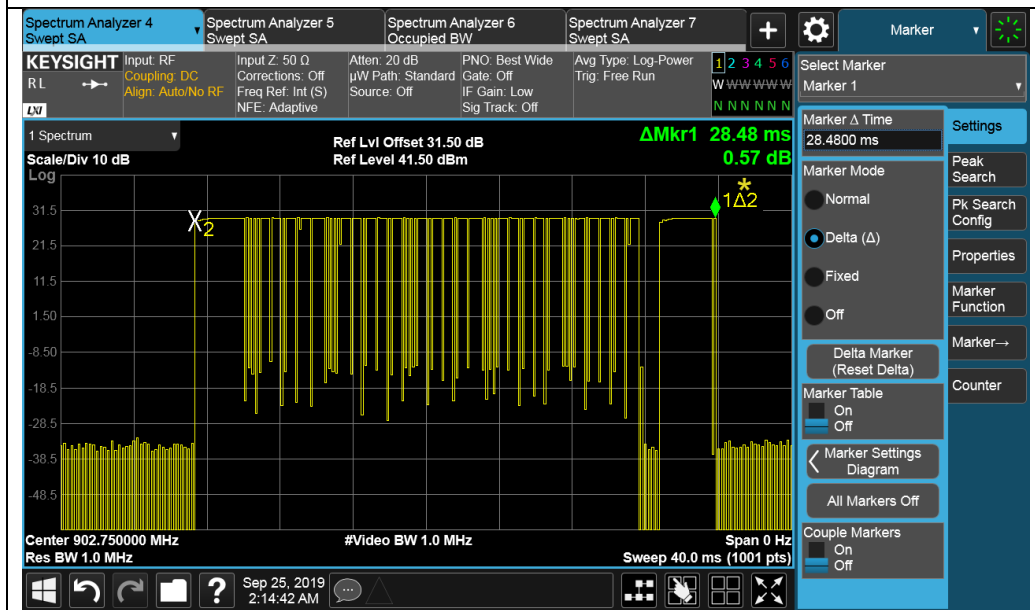 Spectrum Analyzer 4
Swept SA
Spectrum Analyzer 5
Swept SA
Spectrum Analyzer 6
Occupied BW
Spectrum Analyzer 7
Swept SA
+
Marker
KEYSIGHT
RL
LXI
Input: RF
Coupling: DC
Align: Auto/No RF
Input Z: 50 Ω
Corrections: Off
Freq Ref: Int (S)
NFE: Adaptive
Atten: 20 dB
µW Path: Standard
Source: Off
PNO: Best Wide
Gate: Off
IF Gain: Low
Sig Track: Off
Avg Type: Log-Power
Trig: Free Run
1 2 3 4 5 6
W W W W W W
N N N N N N
Select Marker
Marker 1
1 Spectrum
Scale/Div 10 dB
Log
Ref Lvl Offset 31.50 dB
Ref Level 41.50 dBm
ΔMkr1 28.48 ms
0.57 dB
31.5
21.5
11.5
1.50
-8.50
-18.5
-28.5
-38.5
-48.5
X2
1Δ2
Center 902.750000 MHz
Res BW 1.0 MHz
#Video BW 1.0 MHz
Span 0 Hz
Sweep 40.0 ms (1001 pts)
Marker Δ Time
28.4800 ms
Marker Mode
Normal
Delta (Δ)
Fixed
Off
Delta Marker
(Reset Delta)
Marker Table
On
Off
Marker Settings
Diagram
All Markers Off
Couple Markers
On
Off
Settings
Peak
Search
Pk Search
Config
Properties
Marker
Function
Marker→
Counter
?
Sep 25, 2019
2:14:42 AM